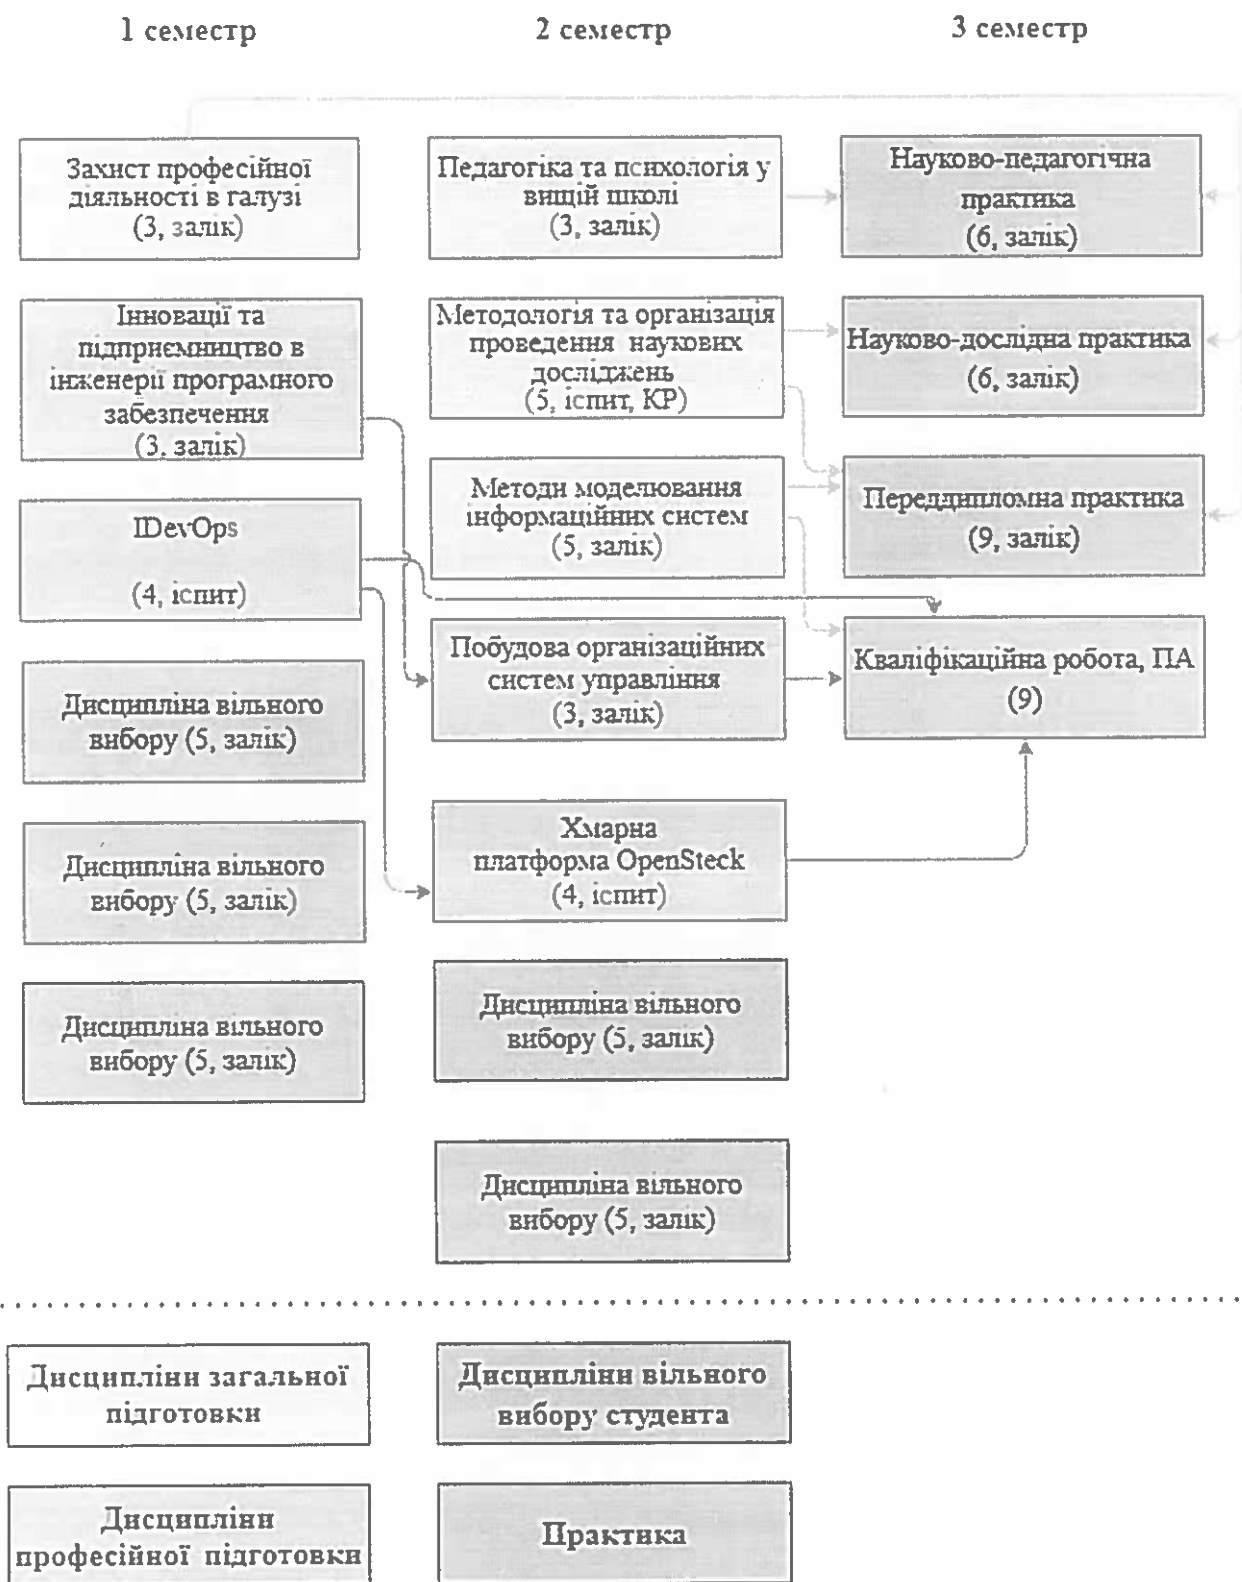 1 семестр
2 семестр
3 семестр
Захист професійної
діяльності в галузі
(3, залік)
Педагогіка та психологія у
вищій школі
(3, залік)
Науково-педагогічна
практика
(6, залік)
Інновації та
підприємництво в
інженерії програмного
забезпечення
(3, залік)
Методологія та організація
проведення наукових
досліджень
(5, іспит, КР)
Науково-дослідна практика
(6, залік)
IDevOps
(4, іспит)
Методи моделювання
інформаційних систем
(5, залік)
Переддипломна практика
(9, залік)
Дисципліна вільного
вибору (5, залік)
Побудова організаційних
систем управління
(3, залік)
Кваліфікаційна робота, ПА
(9)
Дисципліна вільного
вибору (5, залік)
Хмарна
платформа OpenSteck
(4, іспит)
Дисципліна вільного
вибору (5, залік)
Дисципліна вільного
вибору (5, залік)
Дисципліна вільного
вибору (5, залік)
Дисципліни загальної
підготовки
Дисципліни вільного
вибору студента
Дисципліни
професійної підготовки
Практика